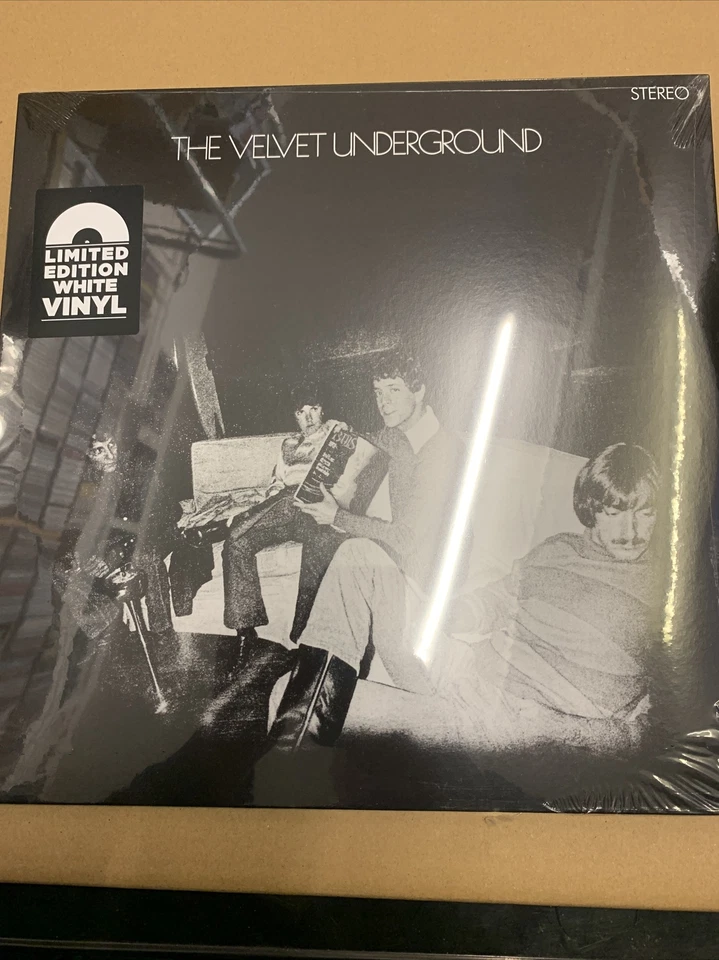 STEREO
THE VELVET UNDERGROUND
LIMITED
EDITION
WHITE
VINYL